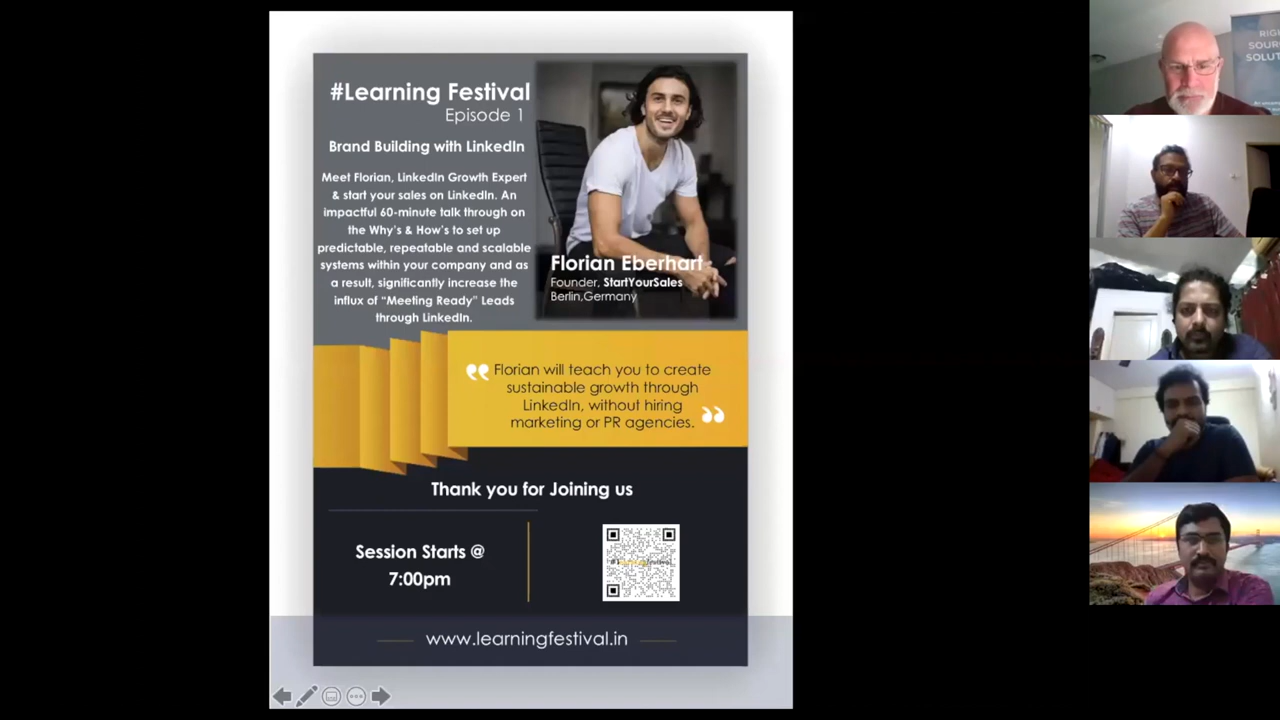 #Learning Festival
Episode 1
Brand Building with LinkedIn
Meet Florian, LinkedIn Growth Expert
& start your sales on LinkedIn. An
impactful 60-minute talk through on
the Why's & How's to set up
predictable, repeatable and scalable
systems within your company and as
a result, significantly increase the
influx of “Meeting Ready” Leads
through LinkedIn.
Florian Eberhart
Founder, StartYourSales
Berlin,Germany
“ Florian will teach you to create
sustainable growth through
LinkedIn, without hiring
marketing or PR agencies. ”
Thank you for Joining us
Session Starts @
7:00pm
www.learningfestival.in
RIGH
SOUR
SOLUT